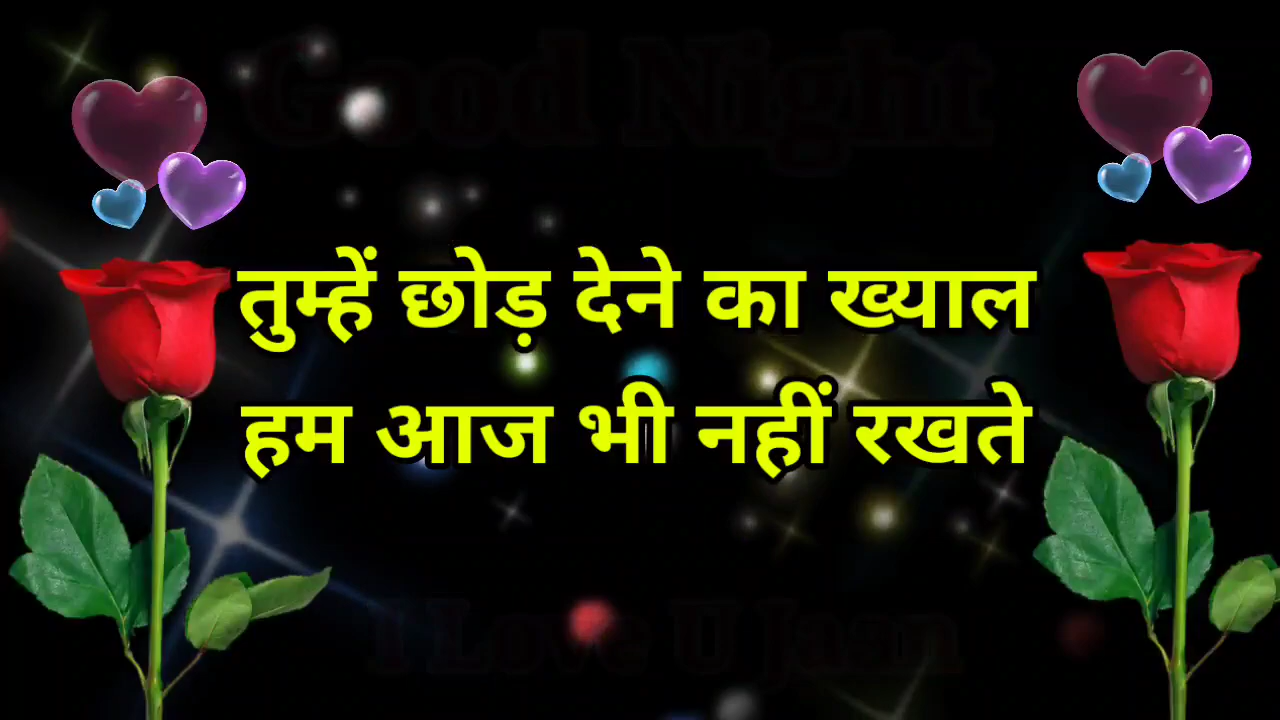 Good Night
तुम्हें छोड़ देने का ख्याल
हम आज भी नहीं रखते
I Love U Jaan